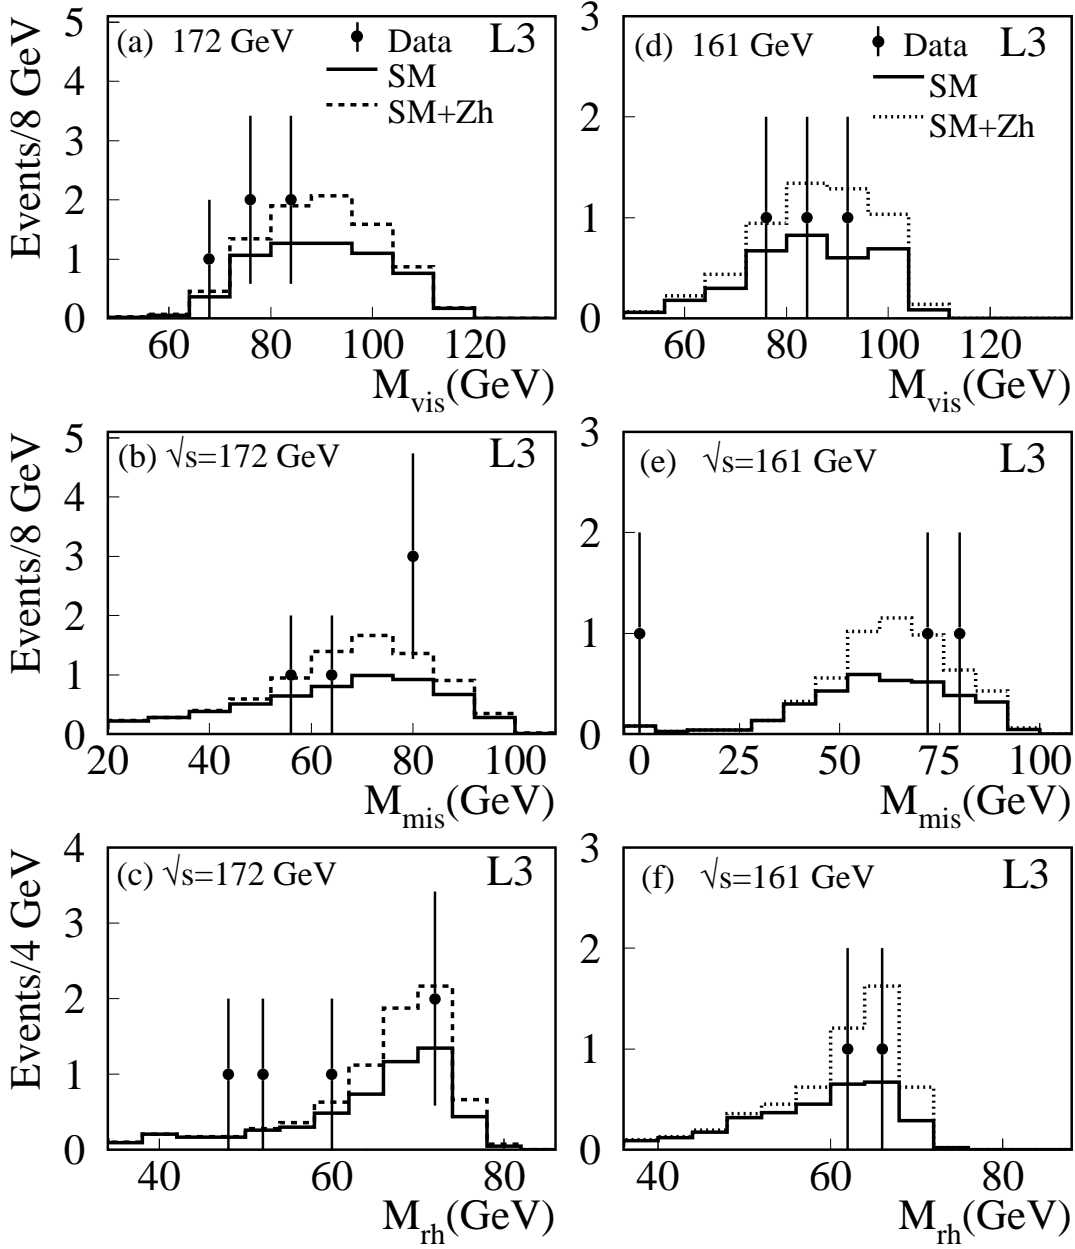 (a) 172 GeV Data L3
SM
SM+Zh
Events/8 GeV
5
4
3
2
1
0
60 80 100 120
M_vis(GeV)
(d) 161 GeV Data L3
SM
SM+Zh
3
2
1
0
60 80 100 120
M_vis(GeV)
(b) √s=172 GeV L3
Events/8 GeV
5
4
3
2
1
0
20 40 60 80 100
M_mis(GeV)
(e) √s=161 GeV L3
3
2
1
0
0 25 50 75 100
M_mis(GeV)
(c) √s=172 GeV L3
Events/4 GeV
4
3
2
1
0
40 60 80
M_rh(GeV)
(f) √s=161 GeV L3
3
2
1
0
40 60 80
M_rh(GeV)